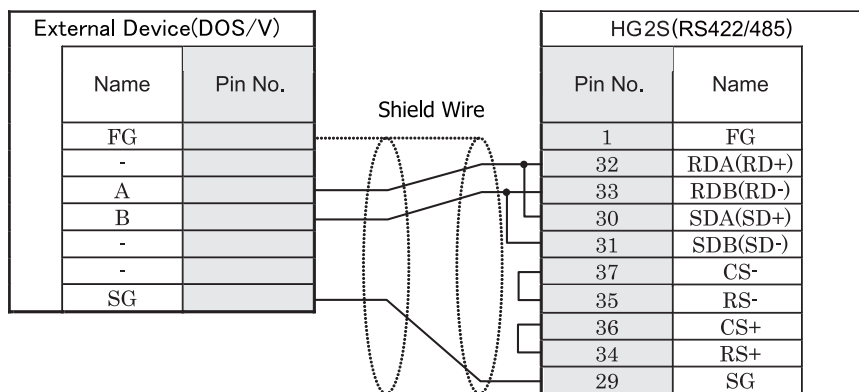 External Device(DOS/V)
HG2S(RS422/485)
Name Pin No.
Pin No. Name
Shield Wire
FG 1 FG
- 32 RDA(RD+)
A 33 RDB(RD-)
B 30 SDA(SD+)
- 31 SDB(SD-)
- 37 CS-
SG 35 RS-
36 CS+
34 RS+
29 SG